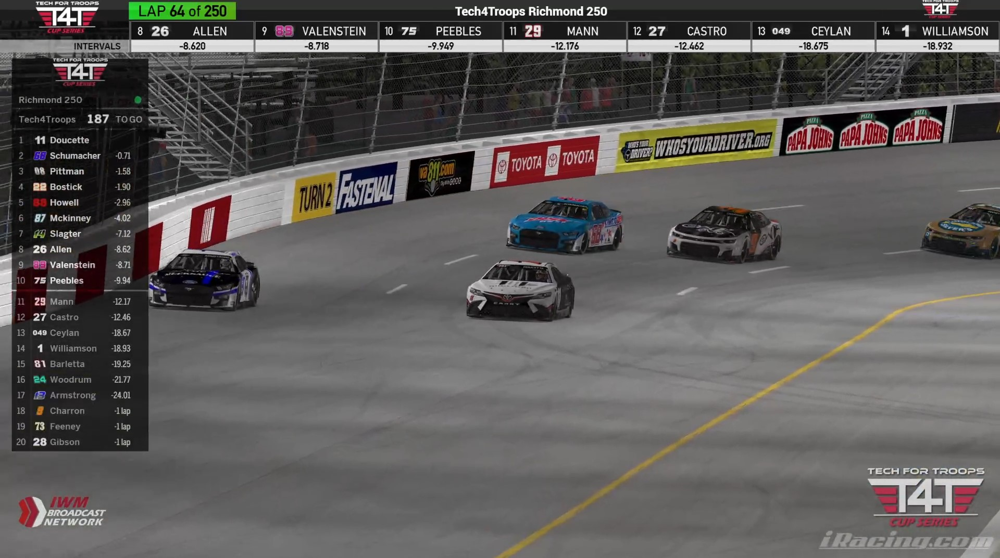 TECH FOR TROOPS
T4T
CUP SERIES
LAP 64 of 250
Tech4Troops Richmond 250
TECH FOR TROOPS
T4T
CUP SERIES
8 26 ALLEN 9 89 VALENSTEIN 10 75 PEEBLES 11 29 MANN 12 27 CASTRO 13 049 CEYLAN 14 1 WILLIAMSON
INTERVALS -8.620 -8.718 -9.949 -12.176 -12.462 -18.675 -18.932
TECH FOR TROOPS
T4T
CUP SERIES
Richmond 250
Tech4Troops 187 TO GO
1 11 Doucette
2 68 Schumacher -0.71
3 08 Pittman -1.58
4 22 Bostick -1.90
5 88 Howell -2.96
6 87 Mckinney -4.02
7 14 Slagter -7.12
8 26 Allen -8.62
9 89 Valenstein -8.71
10 75 Peebles -9.94
11 29 Mann -12.17
12 27 Castro -12.46
13 049 Ceylan -18.67
14 1 Williamson -18.93
15 81 Barletta -19.25
16 24 Woodrum -21.77
17 13 Armstrong -24.01
18 9 Charron -1 lap
19 73 Feeney -1 lap
20 28 Gibson -1 lap
TURN 2
FASTENAL
va811.com
TOYOTA TOYOTA
WHO'S YOUR DRIVER? WHOSYOURDRIVER.ORG
PIZZA PAPA JOHNS PIZZA PAPA JOHNS PIZZA PAPA JOHNS
68
CAMRY
IWM
BROADCAST
NETWORK
TECH FOR TROOPS
T4T
CUP SERIES
iRacing.com